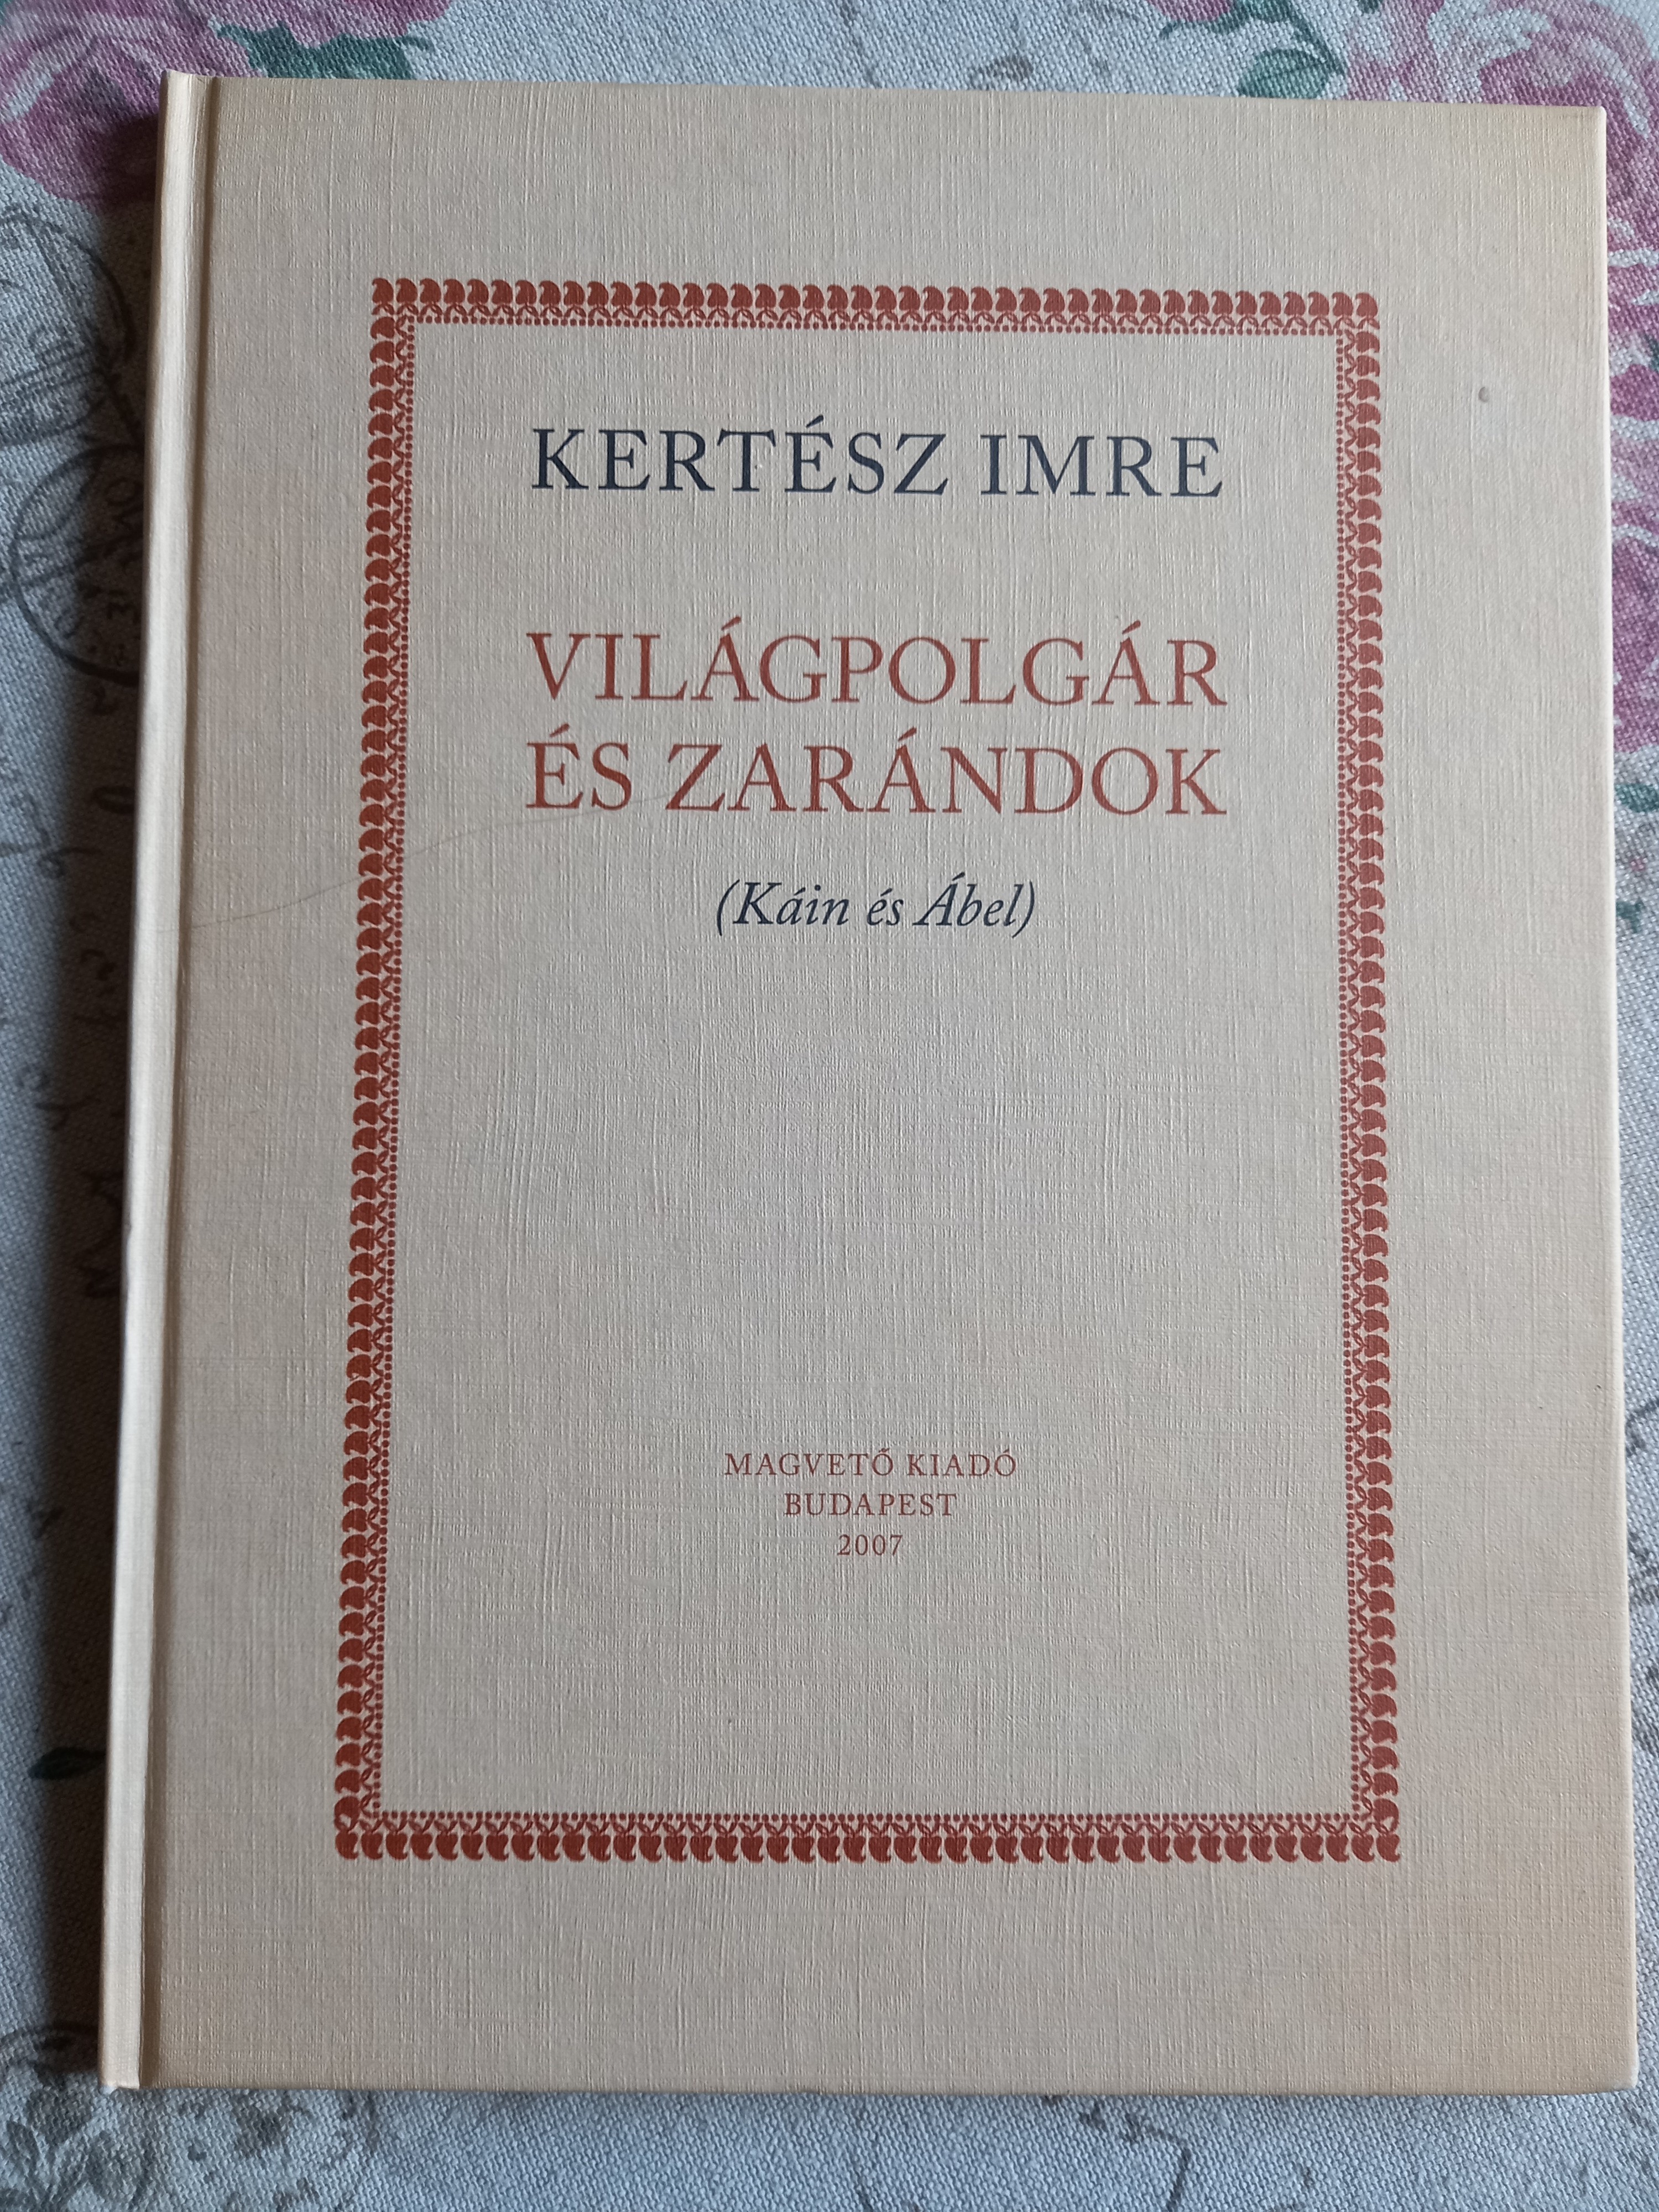 KERTÉSZ IMRE
VILÁGPOLGÁR
ÉS ZARÁNDOK
(Káin és Ábel)
MAGVETŐ KIADÓ
BUDAPEST
2007